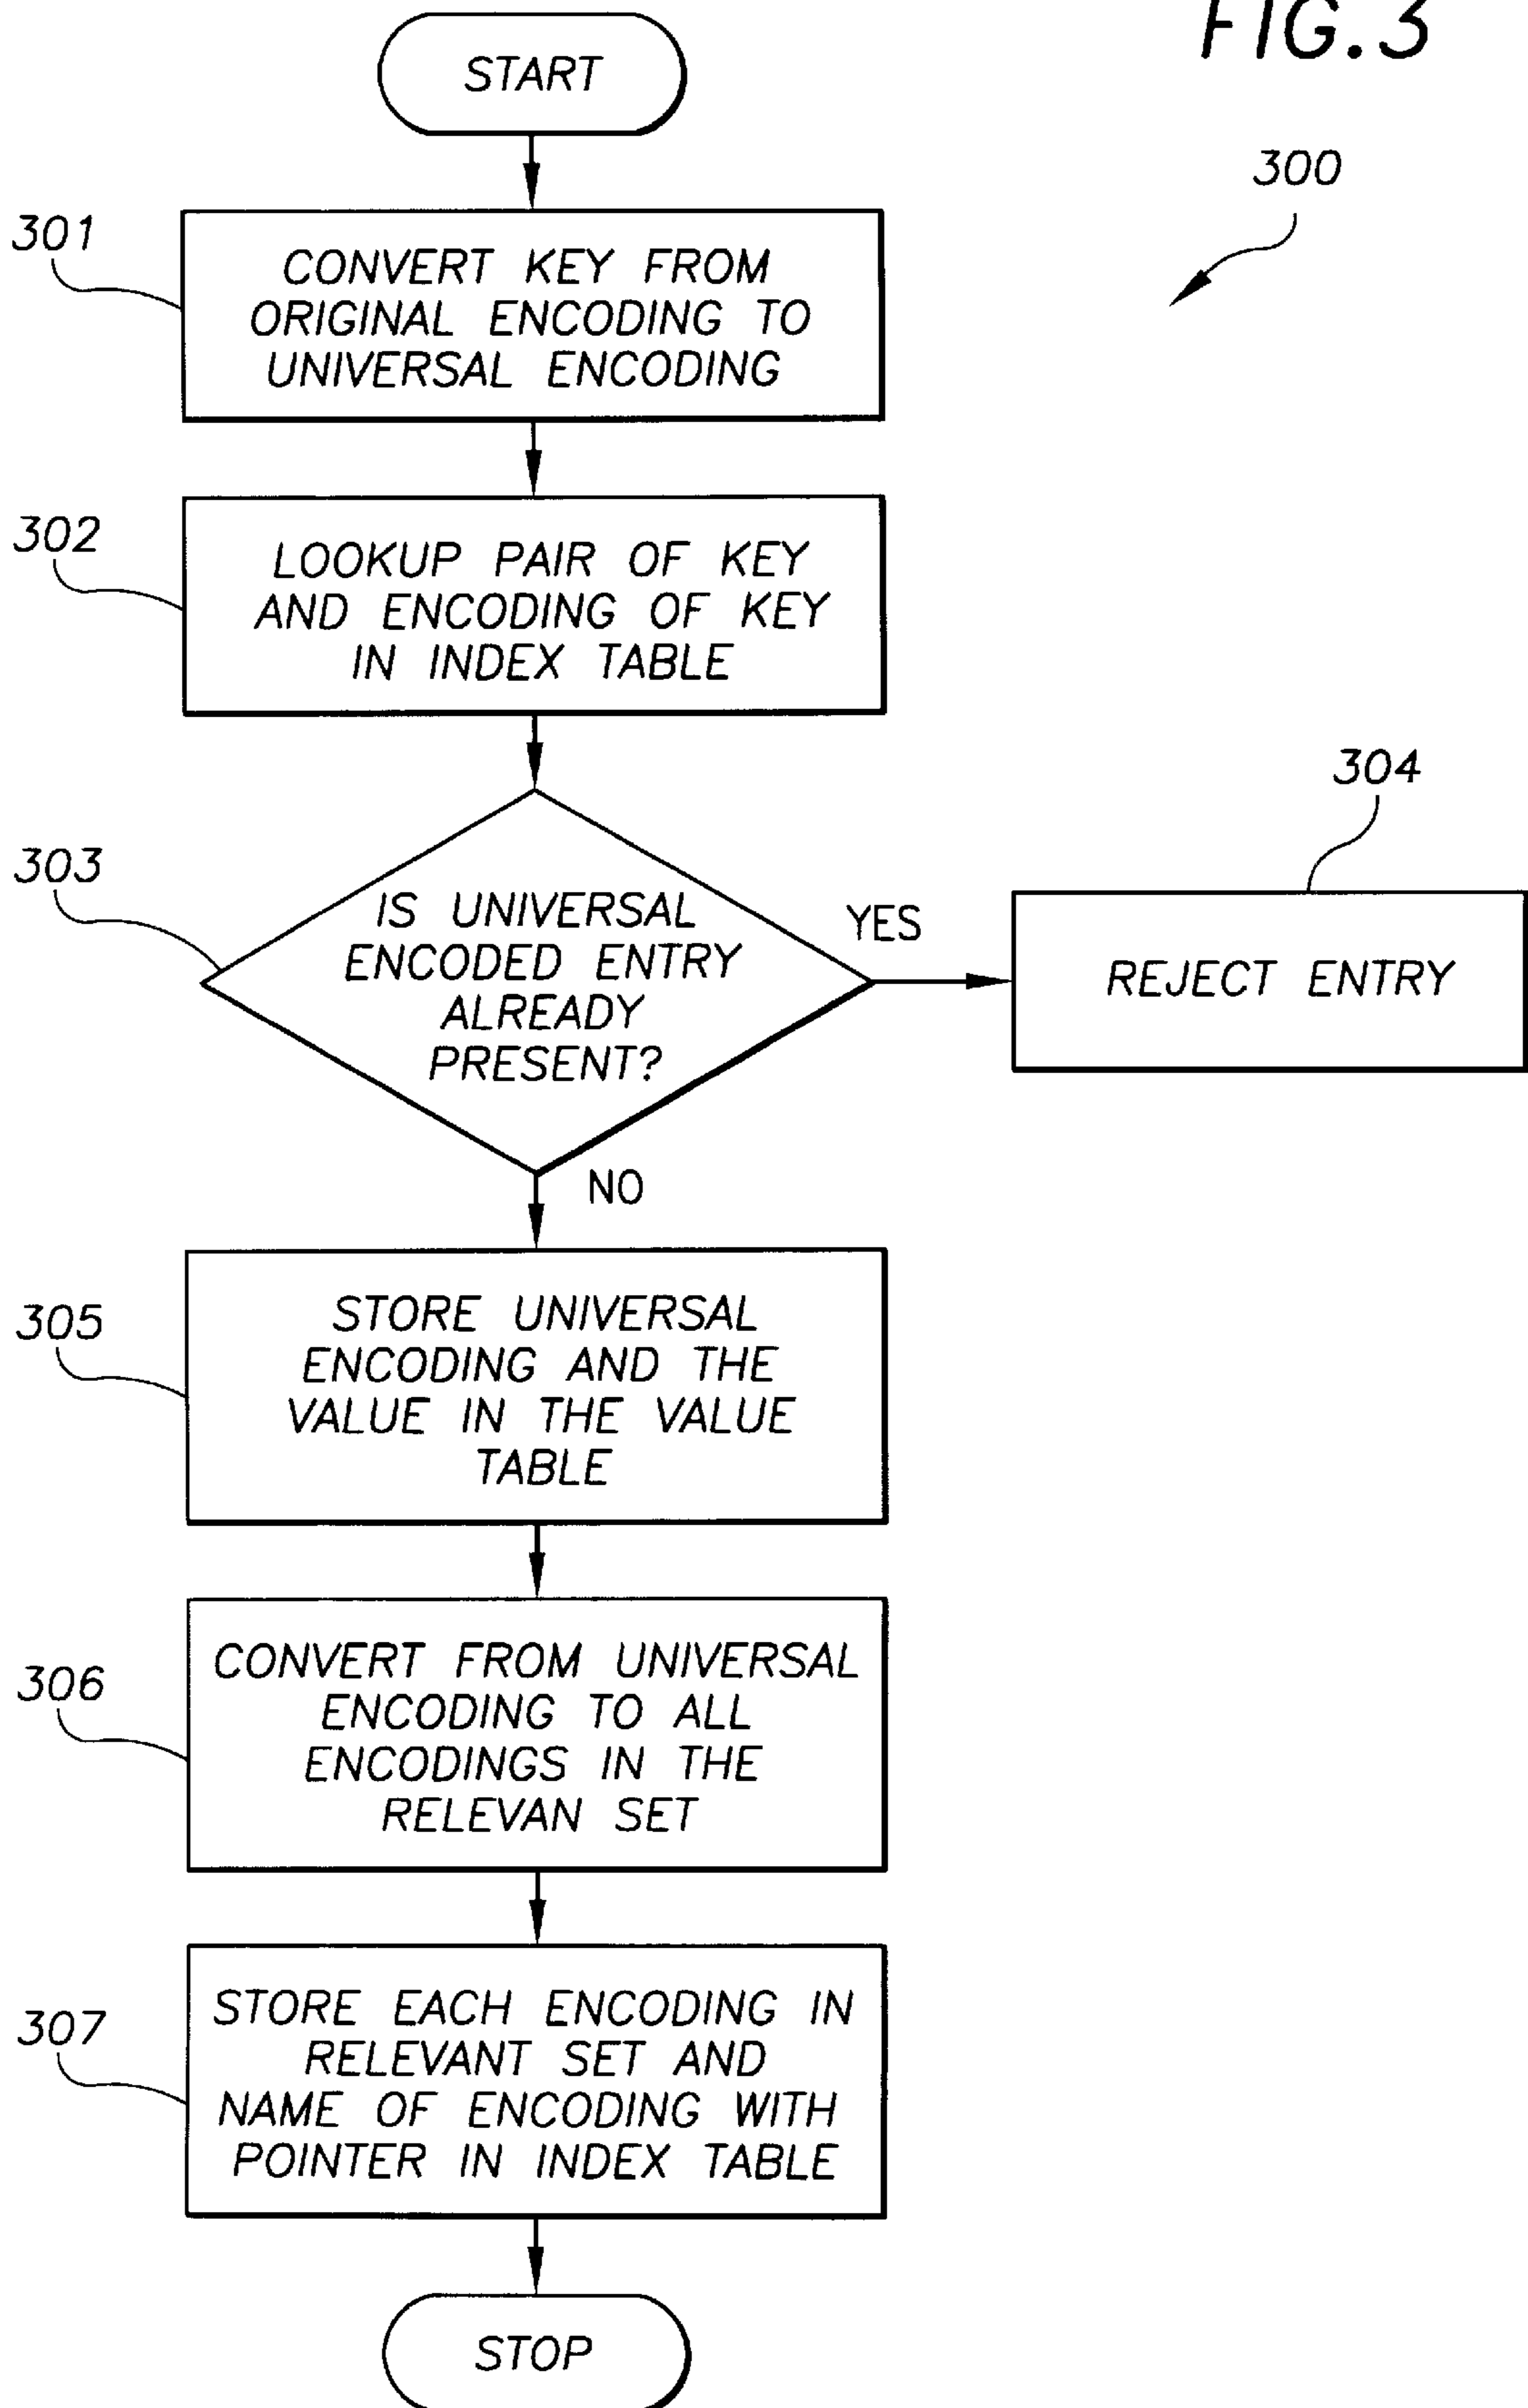 FIG.3
START
300
301
CONVERT KEY FROM
ORIGINAL ENCODING TO
UNIVERSAL ENCODING
302
LOOKUP PAIR OF KEY
AND ENCODING OF KEY
IN INDEX TABLE
303
IS UNIVERSAL
ENCODED ENTRY
ALREADY
PRESENT?
YES
304
REJECT ENTRY
NO
305
STORE UNIVERSAL
ENCODING AND THE
VALUE IN THE VALUE
TABLE
306
CONVERT FROM UNIVERSAL
ENCODING TO ALL
ENCODINGS IN THE
RELEVAN SET
307
STORE EACH ENCODING IN
RELEVANT SET AND
NAME OF ENCODING WITH
POINTER IN INDEX TABLE
STOP